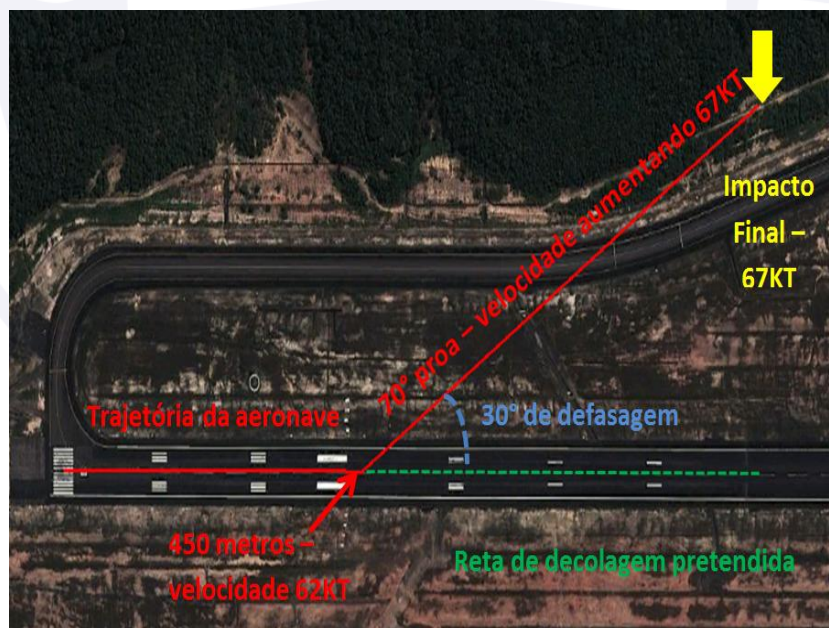 70° proa – velocidade aumentando 67KT
Impacto
Final –
67KT
Trajetória da aeronave
30° de defasagem
450 metros –
velocidade 62KT
Reta de decolagem pretendida